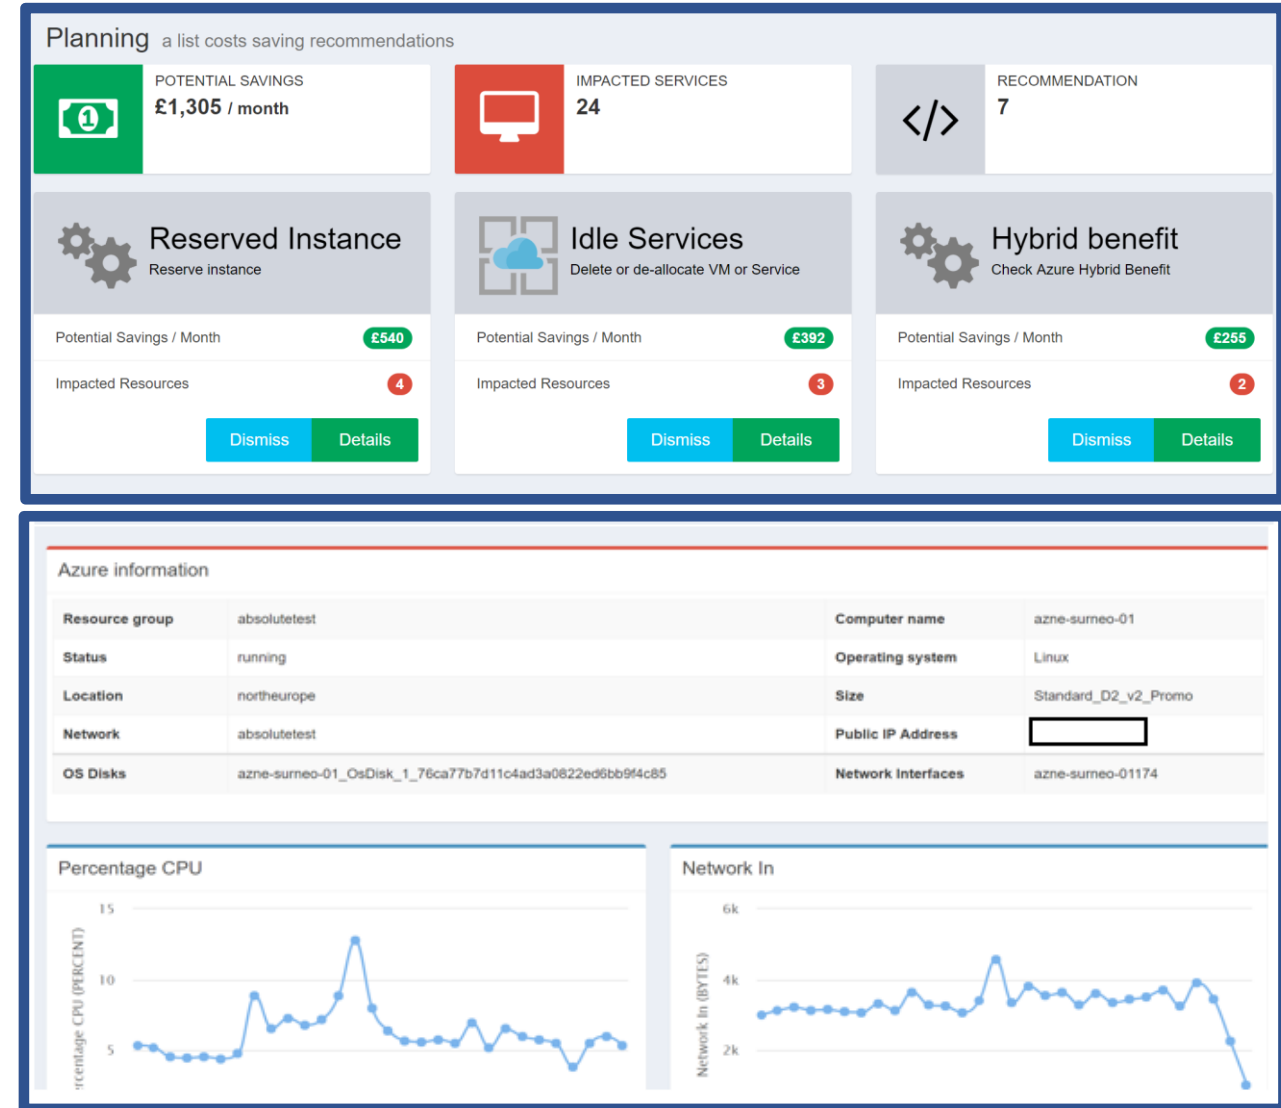 Planning a list costs saving recommendations
POTENTIAL SAVINGS
£1,305 / month
IMPACTED SERVICES
24
</>
RECOMMENDATION
7
Reserved Instance
Reserve instance
Potential Savings / Month £540
Impacted Resources 4
Dismiss Details
Idle Services
Delete or de-allocate VM or Service
Potential Savings / Month £392
Impacted Resources 3
Dismiss Details
Hybrid benefit
Check Azure Hybrid Benefit
Potential Savings / Month £255
Impacted Resources 2
Dismiss Details
Azure information
Resource group absolutetest Computer name azne-surneo-01
Status running Operating system Linux
Location northeurope Size Standard_D2_v2_Promo
Network absolutetest Public IP Address
OS Disks azne-surneo-01_OsDisk_1_76ca77b7d11c4ad3a0822ed6bb9f4c85 Network Interfaces azne-surneo-01174
Percentage CPU
15
10
5
rcentage CPU (PERCENT)
Network In
6k
4k
2k
Network In (BYTES)